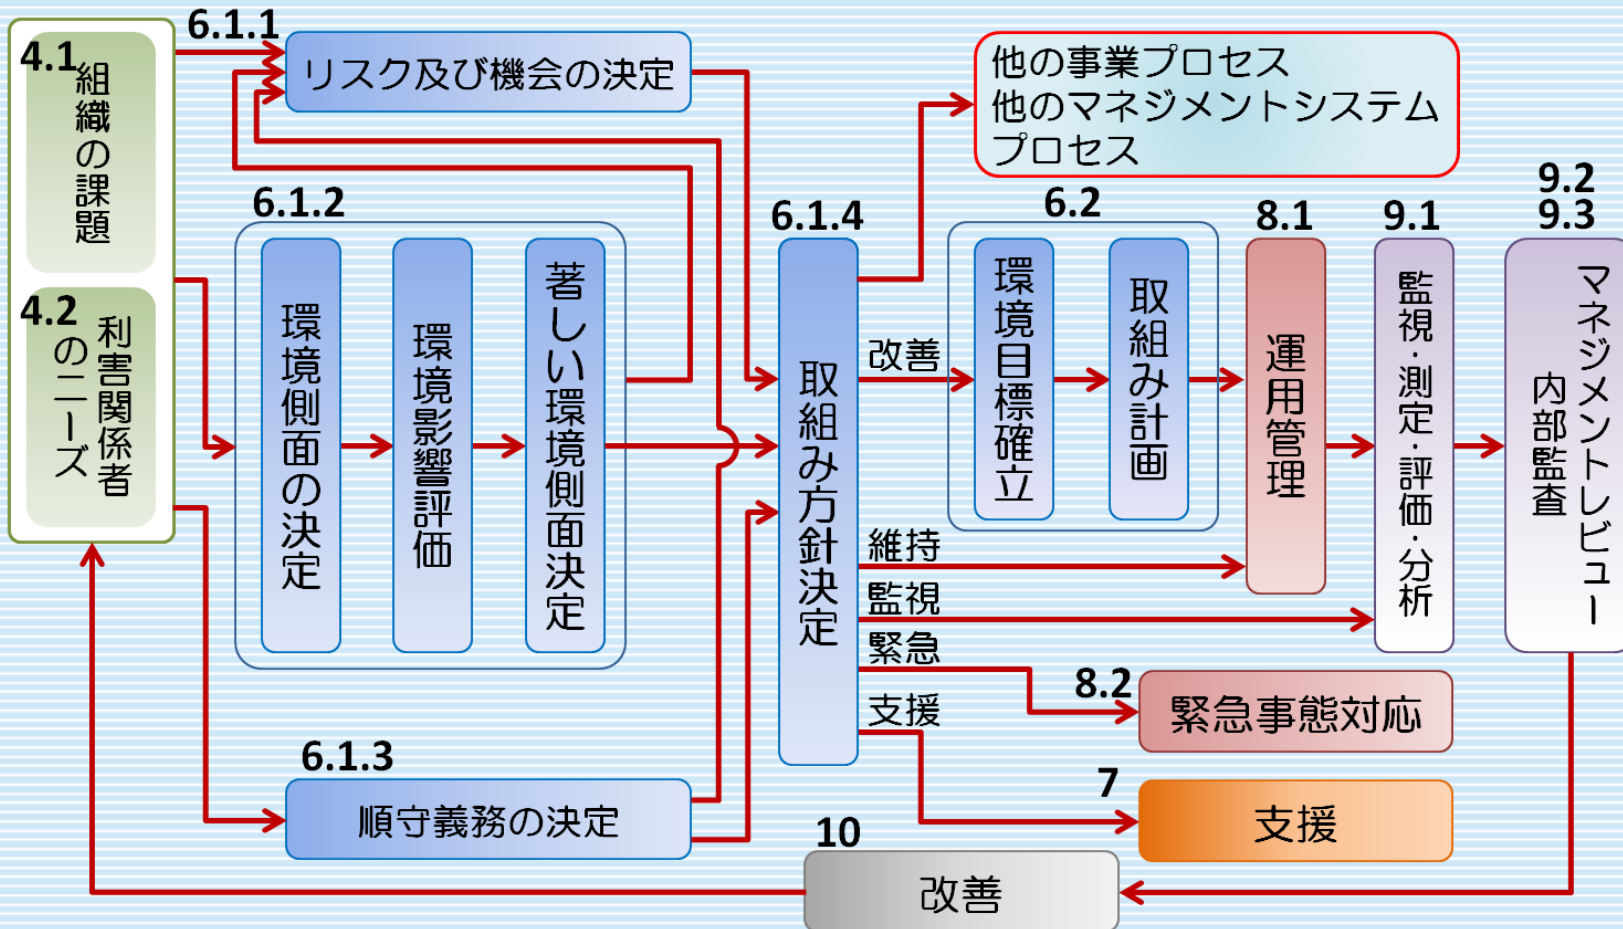 6.1.1
4.1
組織の課題
4.2
利害関係者
のニーズ
リスク及び機会の決定
6.1.2
環境側面の決定
環境影響評価
著しい環境側面決定
6.1.3
順守義務の決定
6.1.4
取組み方針決定
他の事業プロセス
他のマネジメントシステム
プロセス
改善
維持
監視
緊急
支援
6.2
環境目標確立
取組み計画
8.1
運用管理
9.1
監視・測定・評価・分析
9.2
9.3
マネジメントレビュー
内部監査
8.2
緊急事態対応
7
支援
10
改善